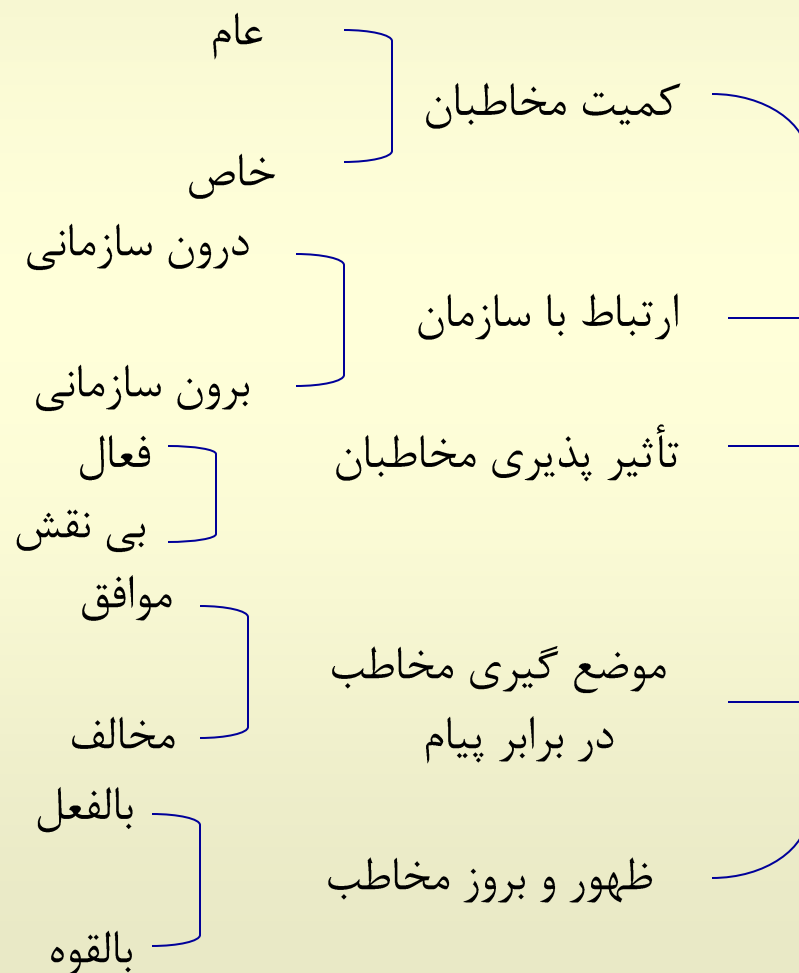 عام
کمیت مخاطبان
خاص
درون سازمانی
ارتباط با سازمان
برون سازمانی
تأثیر پذیری مخاطبان
فعال
بی نقش
موافق
موضع گیری مخاطب
در برابر پیام
مخالف
بالفعل
ظهور و بروز مخاطب
بالقوه